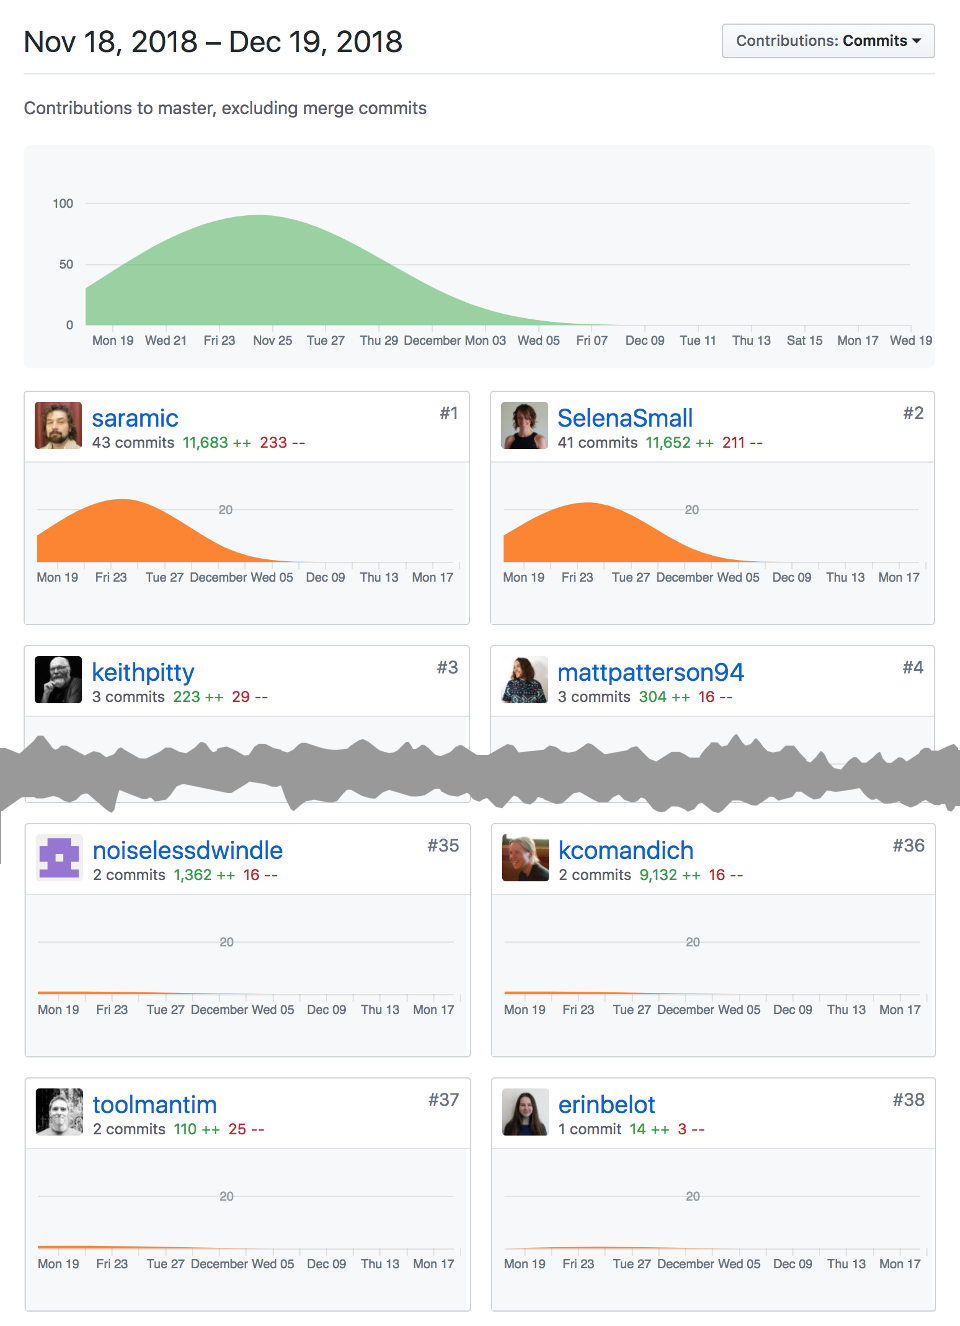 Nov 18, 2018 – Dec 19, 2018
Contributions: Commits
Contributions to master, excluding merge commits
100
50
0
Mon 19 Wed 21 Fri 23 Nov 25 Tue 27 Thu 29 December Mon 03 Wed 05 Fri 07 Dec 09 Tue 11 Thu 13 Sat 15 Mon 17 Wed 19
saramic #1
43 commits 11,683 ++ 233 --
20
Mon 19 Fri 23 Tue 27 December Wed 05 Dec 09 Thu 13 Mon 17
SelenaSmall #2
41 commits 11,652 ++ 211 --
20
Mon 19 Fri 23 Tue 27 December Wed 05 Dec 09 Thu 13 Mon 17
keithpitty #3
3 commits 223 ++ 29 --
mattpatterson94 #4
3 commits 304 ++ 16 --
noiselessdwindle #35
2 commits 1,362 ++ 16 --
20
Mon 19 Fri 23 Tue 27 December Wed 05 Dec 09 Thu 13 Mon 17
kcomandich #36
2 commits 9,132 ++ 16 --
20
Mon 19 Fri 23 Tue 27 December Wed 05 Dec 09 Thu 13 Mon 17
toolmantim #37
2 commits 110 ++ 25 --
20
Mon 19 Fri 23 Tue 27 December Wed 05 Dec 09 Thu 13 Mon 17
erinbelot #38
1 commit 14 ++ 3 --
20
Mon 19 Fri 23 Tue 27 December Wed 05 Dec 09 Thu 13 Mon 17